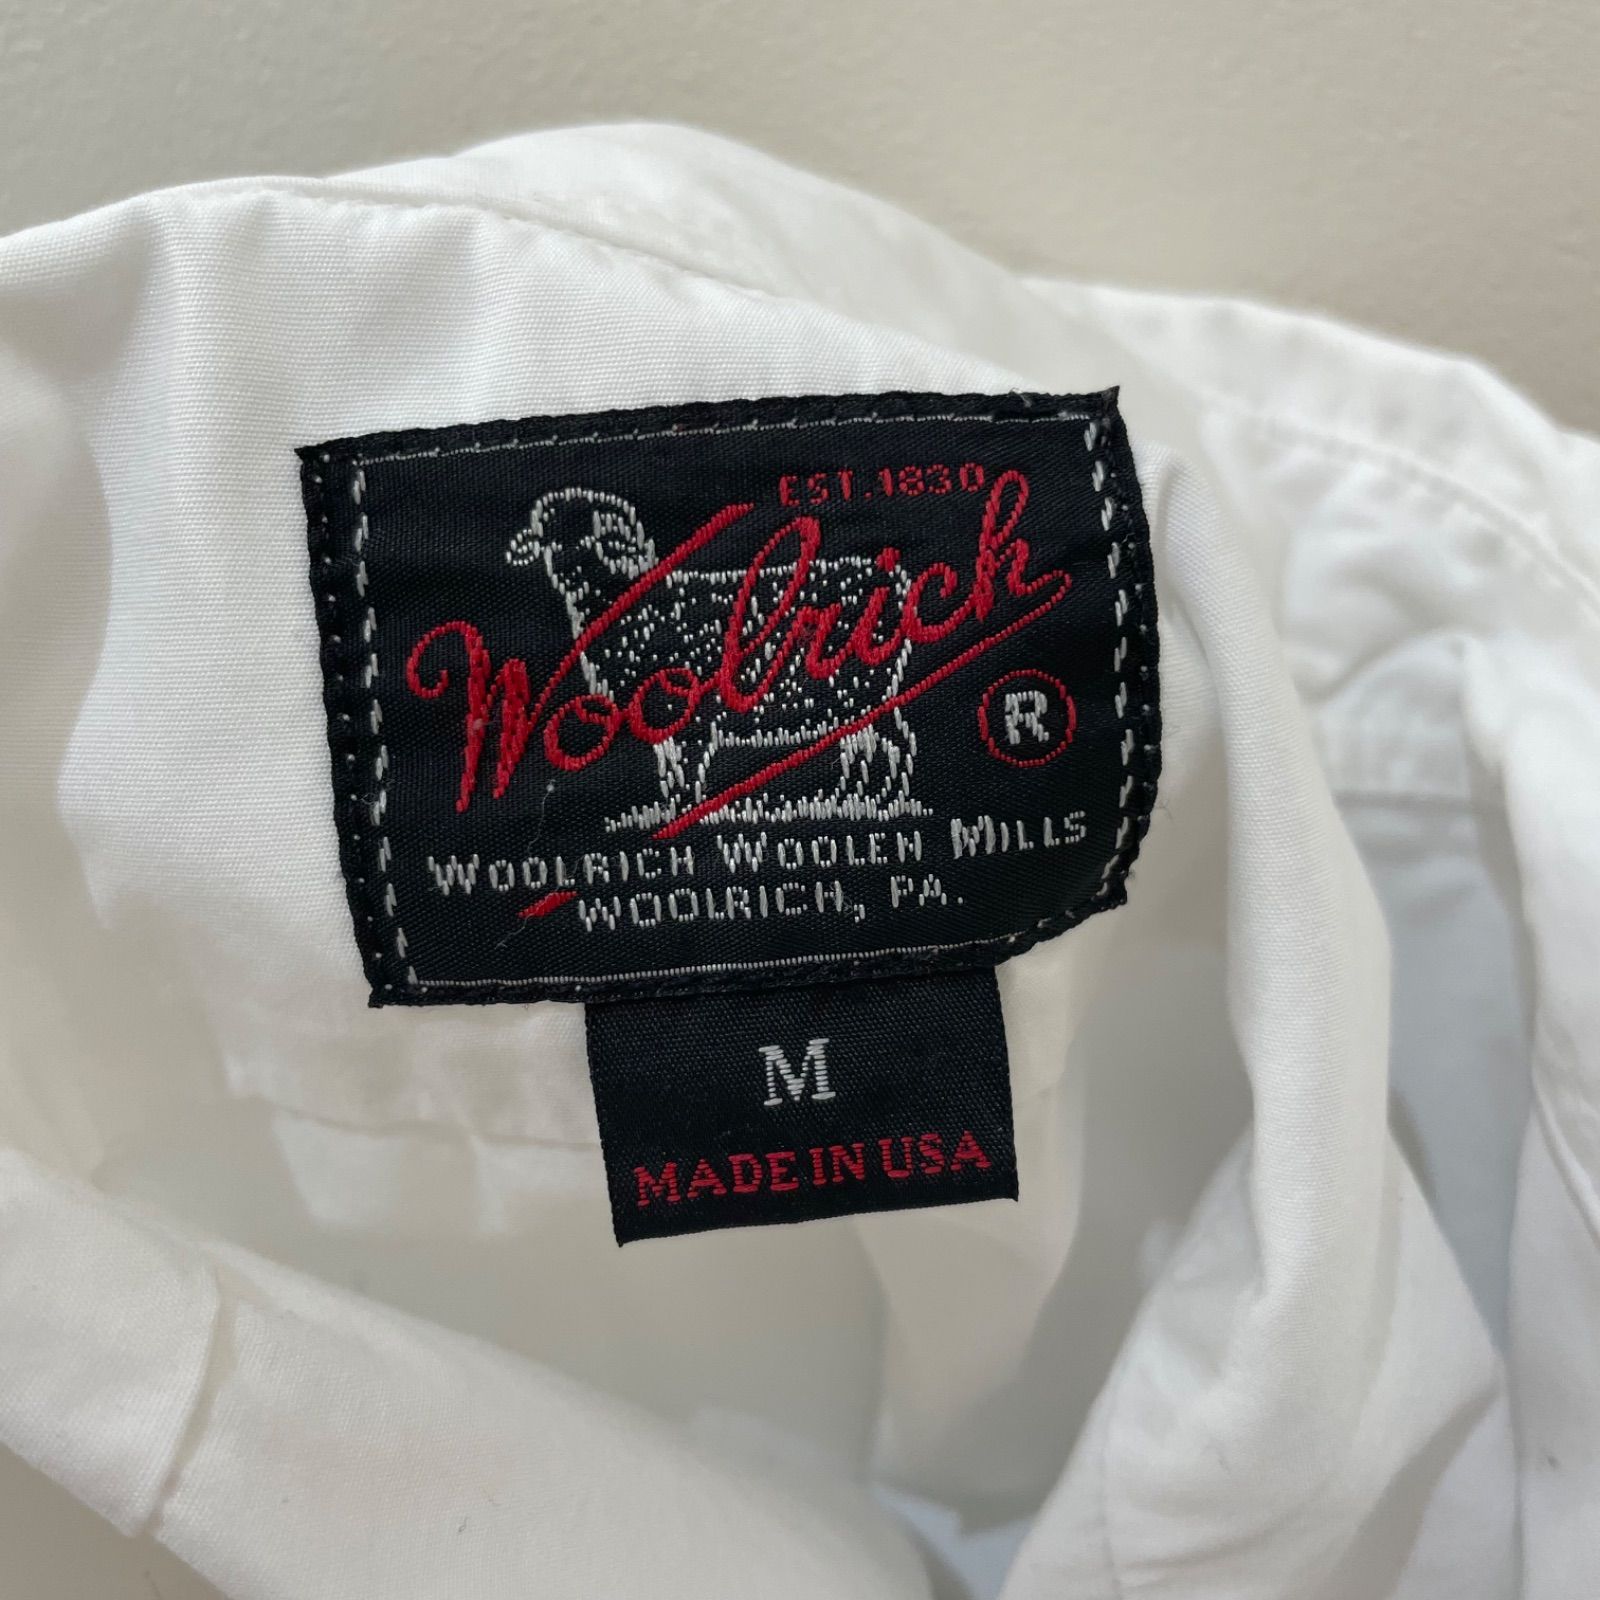 EST.1830
Woolrich
®
WOOLRICH WOOLEN MILLS
WOOLRICH, PA.
M
MADE IN USA